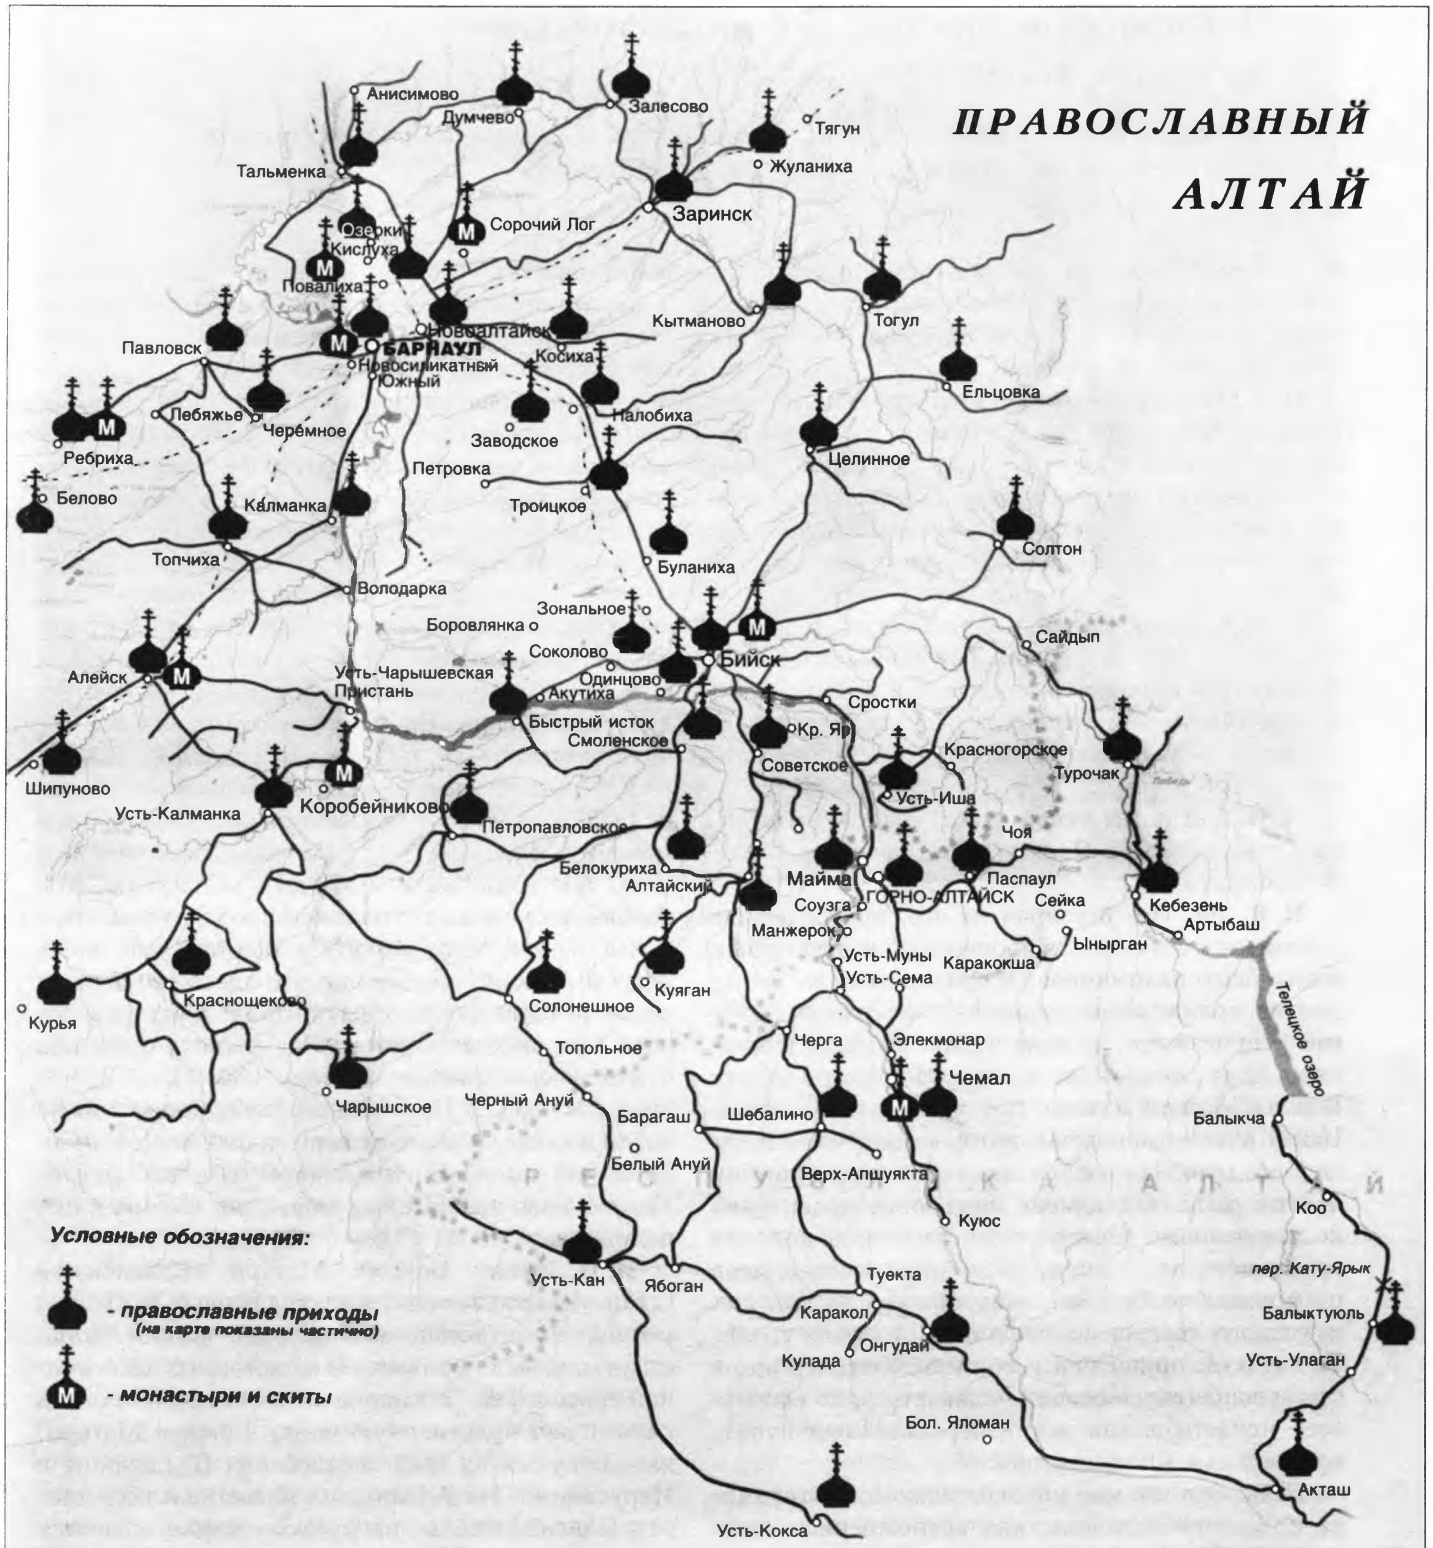 ПРАВОСЛАВНЫЙ
АЛТАЙ
Анисимово
Думчево
Залесово
Тягун
Жуланиха
Тальменка
Заринск
Озерки
Кислуха
М
Сорочий Лог
М
Повалиха
Кытманово
Тогул
Павловск
М
БАРНАУЛ
Новоалтайск
Косиха
Новосиликатный
Южный
Ельцовка
Лебяжье
Черемное
Налобиха
М
Ребриха
Заводское
Целинное
Белово
Петровка
Калманка
Троицкое
Топчиха
Солтон
Буланиха
Володарка
Зональное
Боровлянка
М
Сайдып
Соколово
Бийск
Алейск
М
Усть-Чарышевская
Пристань
Одинцово
Акутиха
Сростки
Быстрый исток
Кр. Яр
Смоленское
Красногорское
Советское
Турочак
Шипуново
М
Коробейниково
Усть-Иша
Усть-Калманка
Петропавловское
Чоя
Белокуриха
Алтайский
Майма
Паспаул
ГОРНО-АЛТАЙСК
Кебезень
Соузга
Сейка
Артыбаш
Манжерок
Ынырган
Каракокша
Усть-Муны
Усть-Сема
Краснощеково
Солонешное
Куяган
Курья
Телецкое озеро
Топольное
Черга
Элекмонар
Чемал
М
Чарышское
Черный Ануй
Барагаш
Шебалино
Балыкча
Белый Ануй
Верх-Апшуякта
РЕСПУБЛИКА АЛТАЙ
Коо
Куюс
Условные обозначения:
Усть-Кан
Ябоган
Туекта
пер. Кату-Ярык
- православные приходы
(на карте показаны частично)
Каракол
Балыктуюль
Онгудай
Кулада
Усть-Улаган
М
- монастыри и скиты
Бол. Яломан
Акташ
Усть-Кокса